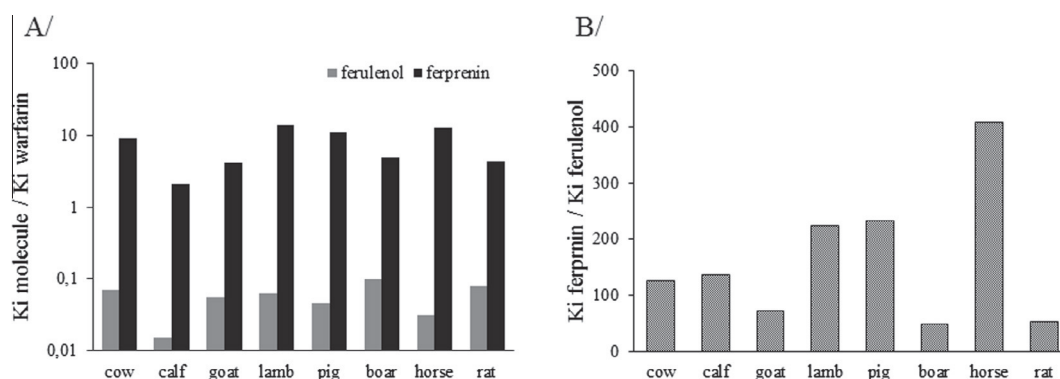 A/
Ki molecule / Ki warfarin
100
10
1
0,1
0,01
ferulenol
ferprenin
cow calf goat lamb pig boar horse rat
B/
Ki ferprnin / Ki ferulenol
500
400
300
200
100
0
cow calf goat lamb pig boar horse rat